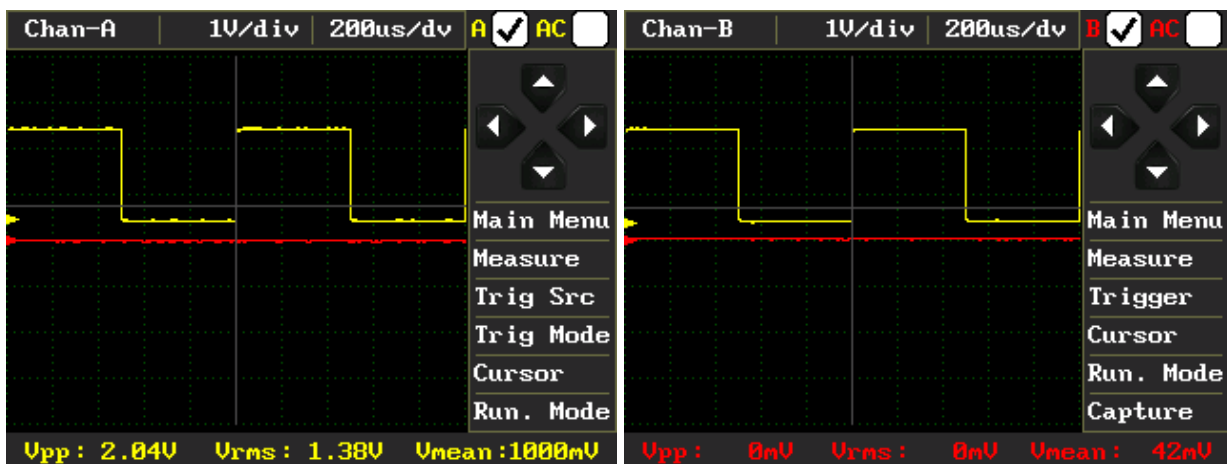 Chan-A 1V/div 200us/dv A AC
Main Menu
Measure
Trig Src
Trig Mode
Cursor
Run. Mode
Vpp: 2.04V Vrms: 1.38V Vmean:1000mV
Chan-B 1V/div 200us/dv B AC
Main Menu
Measure
Trigger
Cursor
Run. Mode
Capture
Vpp: 0mV Vrms: 0mV Vmean: 42mV